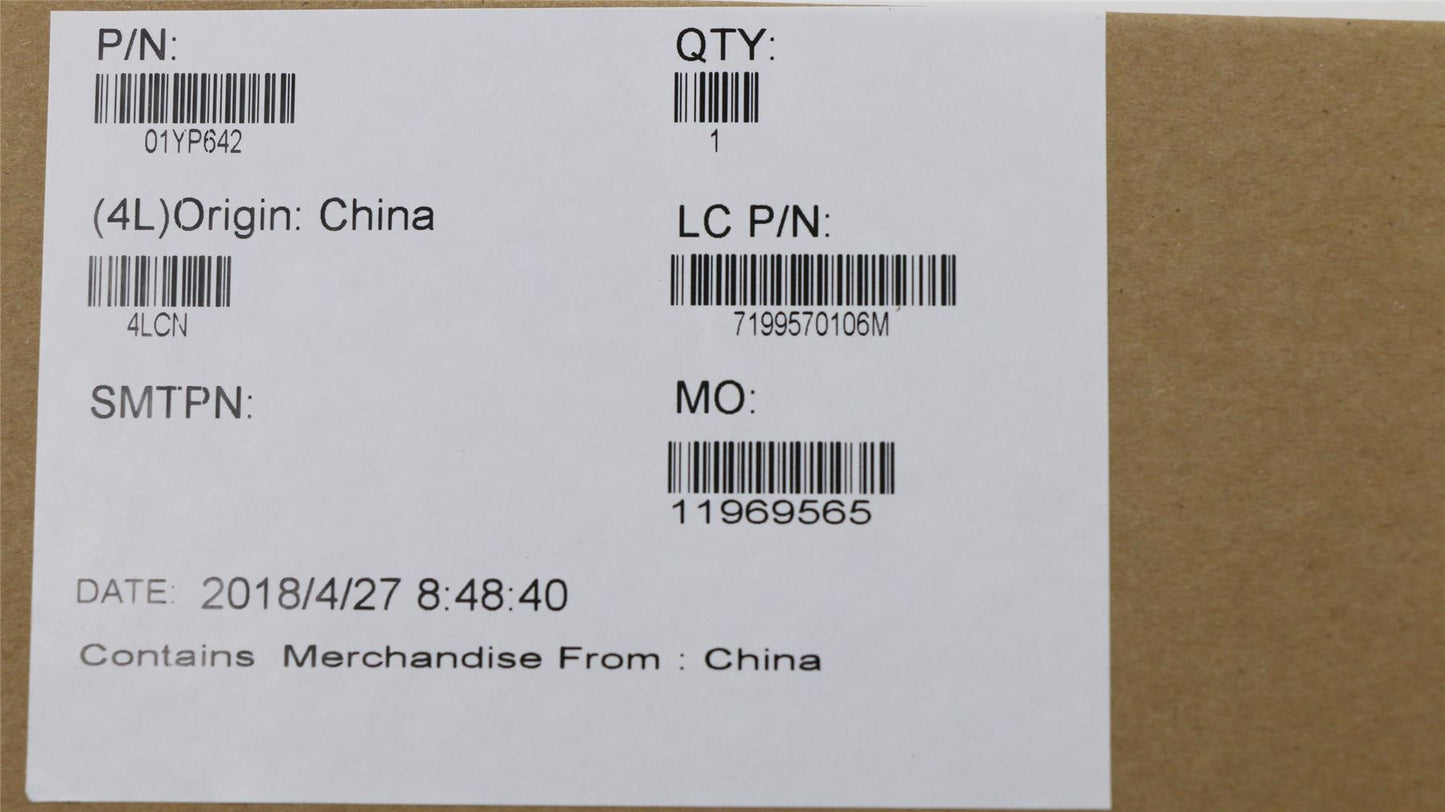 P/N:
01YP642
QTY:
1
(4L)Origin: China
4LCN
LC P/N:
7199570106M
SMTPN:
MO:
11969565
DATE: 2018/4/27 8:48:40
Contains Merchandise From : China